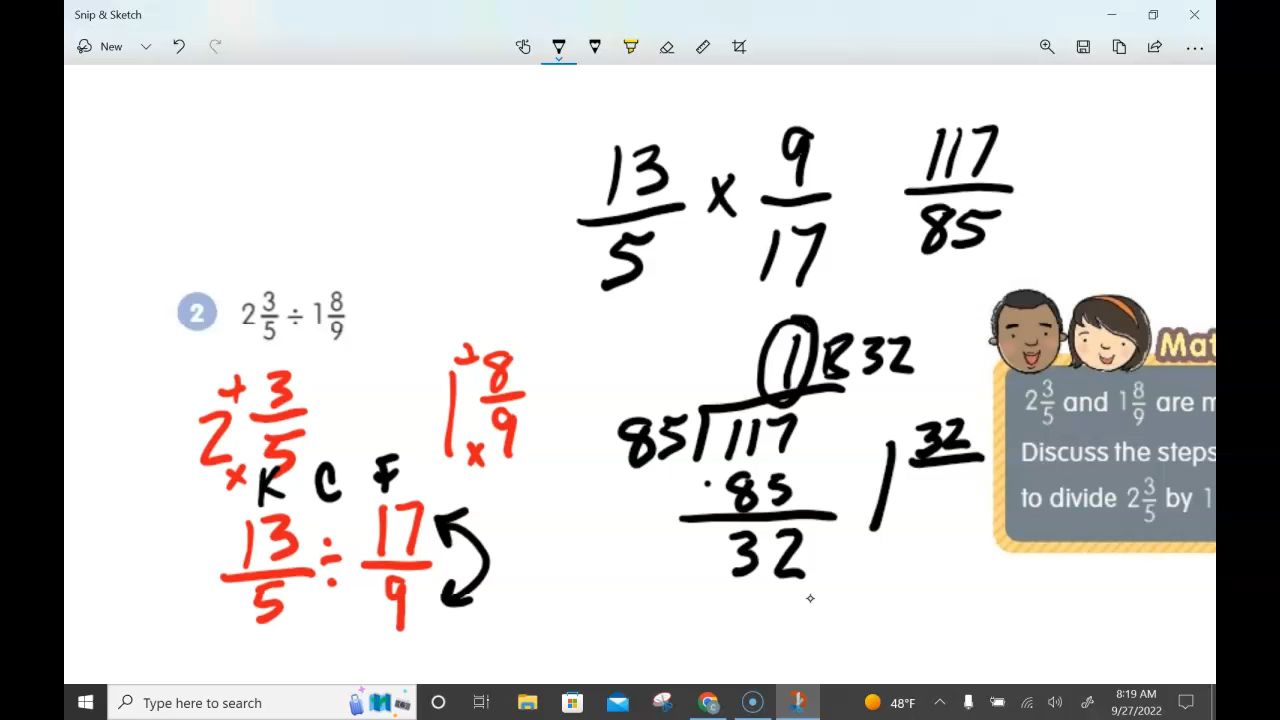 Snip & Sketch
New
13/5 x 9/17 117/85
2 2 3/5 ÷ 1 8/9
2 + x 3/5 1 + x 8/9
K C F
13/5 ÷ 17/9
1 R 32
85 117
85
32
1 32
Mat
2 3/5 and 1 8/9 are m
Discuss the steps
to divide 2 3/5 by 1
Type here to search
48°F
8:19 AM
9/27/2022